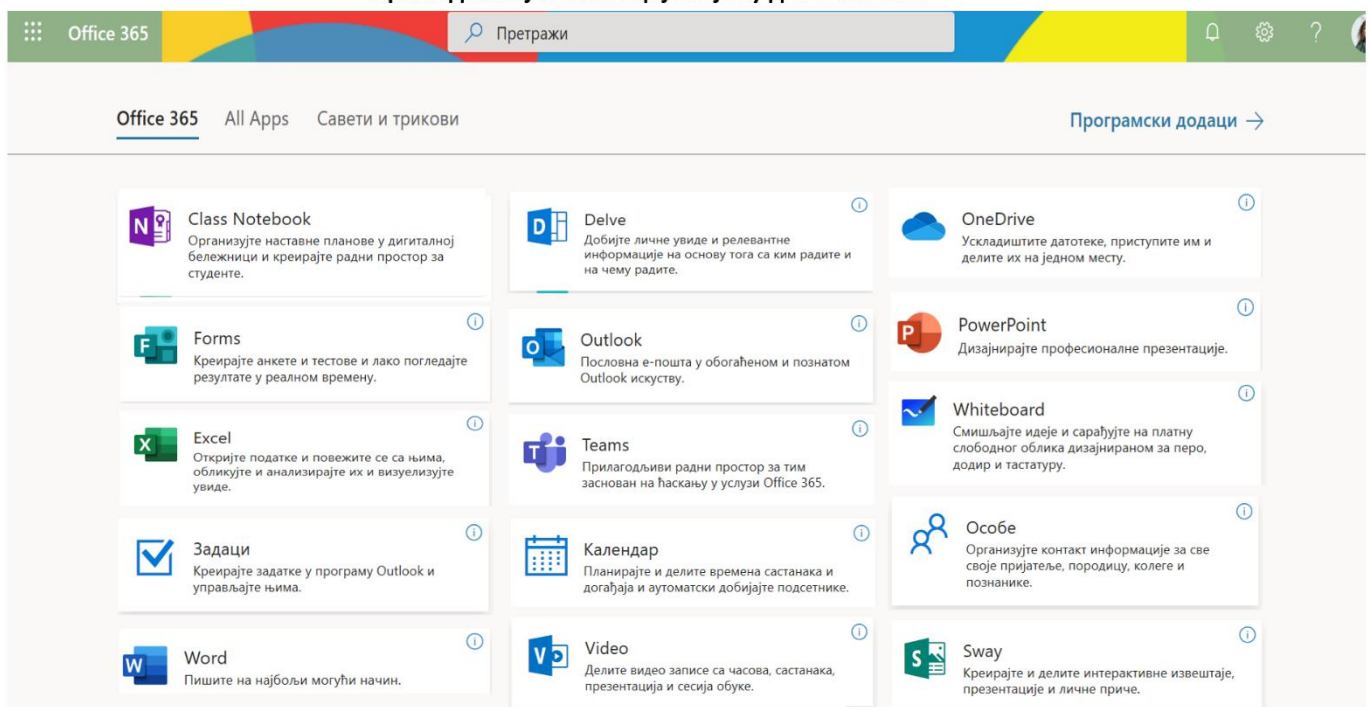 Office 365
Претражи
Office 365
All Apps
Савети и трикови
Програмски додаци
Class Notebook
Организујте наставне планове у дигиталној
бележници и креирајте радни простор за
студенте.
Delve
Добијте личне увиде и релевантне
информације на основу тога са ким радите и
на чему радите.
OneDrive
Ускладиштите датотеке, приступите им и
делите их на једном месту.
Forms
Креирајте анкете и тестове и лако погледајте
резултате у реалном времену.
Outlook
Пословна е-пошта у обогаћеном и познатом
Outlook искуству.
PowerPoint
Дизајнирајте професионалне презентације.
Excel
Откријте податке и повежите се са њима,
обликујте и анализирајте их и визуелизујте
увиде.
Teams
Прилагодљиви радни простор за тим
заснован на ћаскању у услузи Office 365.
Whiteboard
Смишљајте идеје и сарађујте на платну
слободног облика дизајнираном за перо,
додир и тастатуру.
Задаци
Креирајте задатке у програму Outlook и
управљајте њима.
Календар
Планирајте и делите времена састанака и
догађаја и аутоматски добијајте подсетнике.
Особе
Организујте контакт информације за све
своје пријатеље, породицу, колеге и
познанике.
Word
Пишите на најбољи могући начин.
Video
Делите видео записе са часова, састанака,
презентација и сесија обуке.
Sway
Креирајте и делите интерактивне извештаје,
презентације и личне приче.